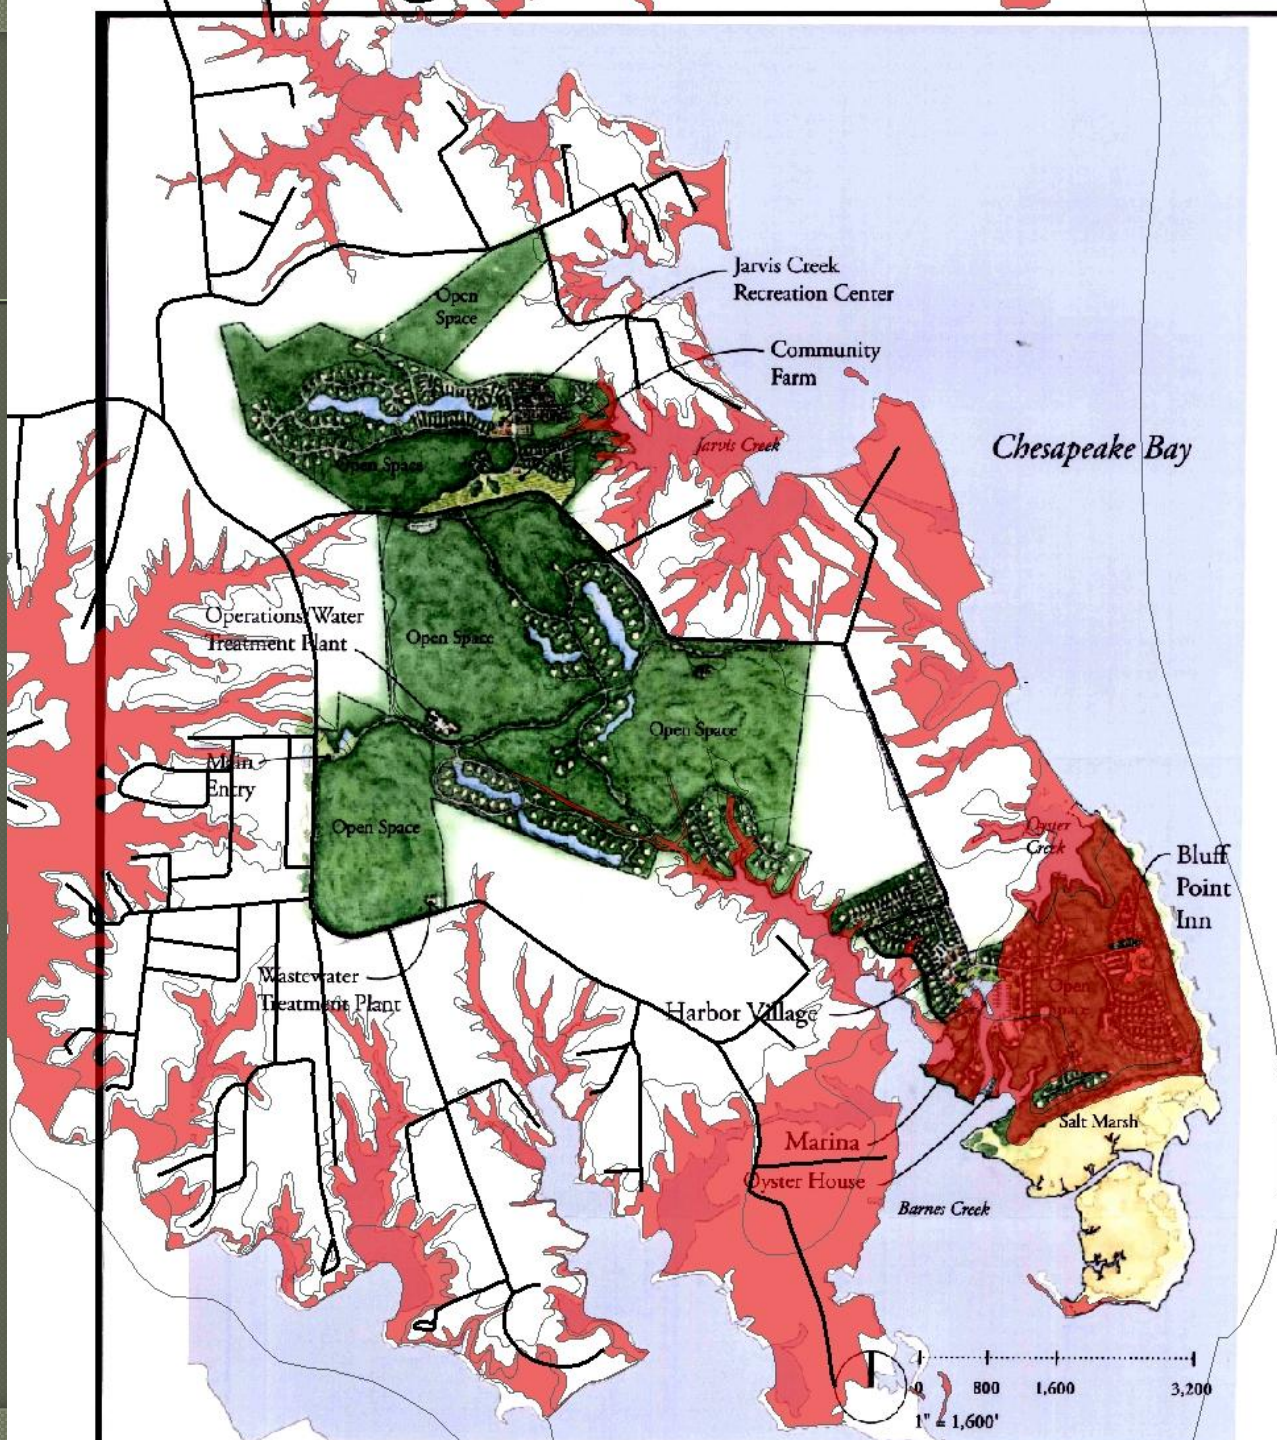 Jarvis Creek
Recreation Center
Open
Space
Community
Farm
Jarvis Creek
Chesapeake Bay
Open Space
Operations/Water
Treatment Plant
Open Space
Open Space
Main
Entry
Open Space
Oyster
Creek
Bluff
Point
Inn
Wastewater
Treatment Plant
Open
Space
Harbor Village
Salt Marsh
Marina
Oyster House
Barnes Creek
0 800 1,600 3,200
1" = 1,600'